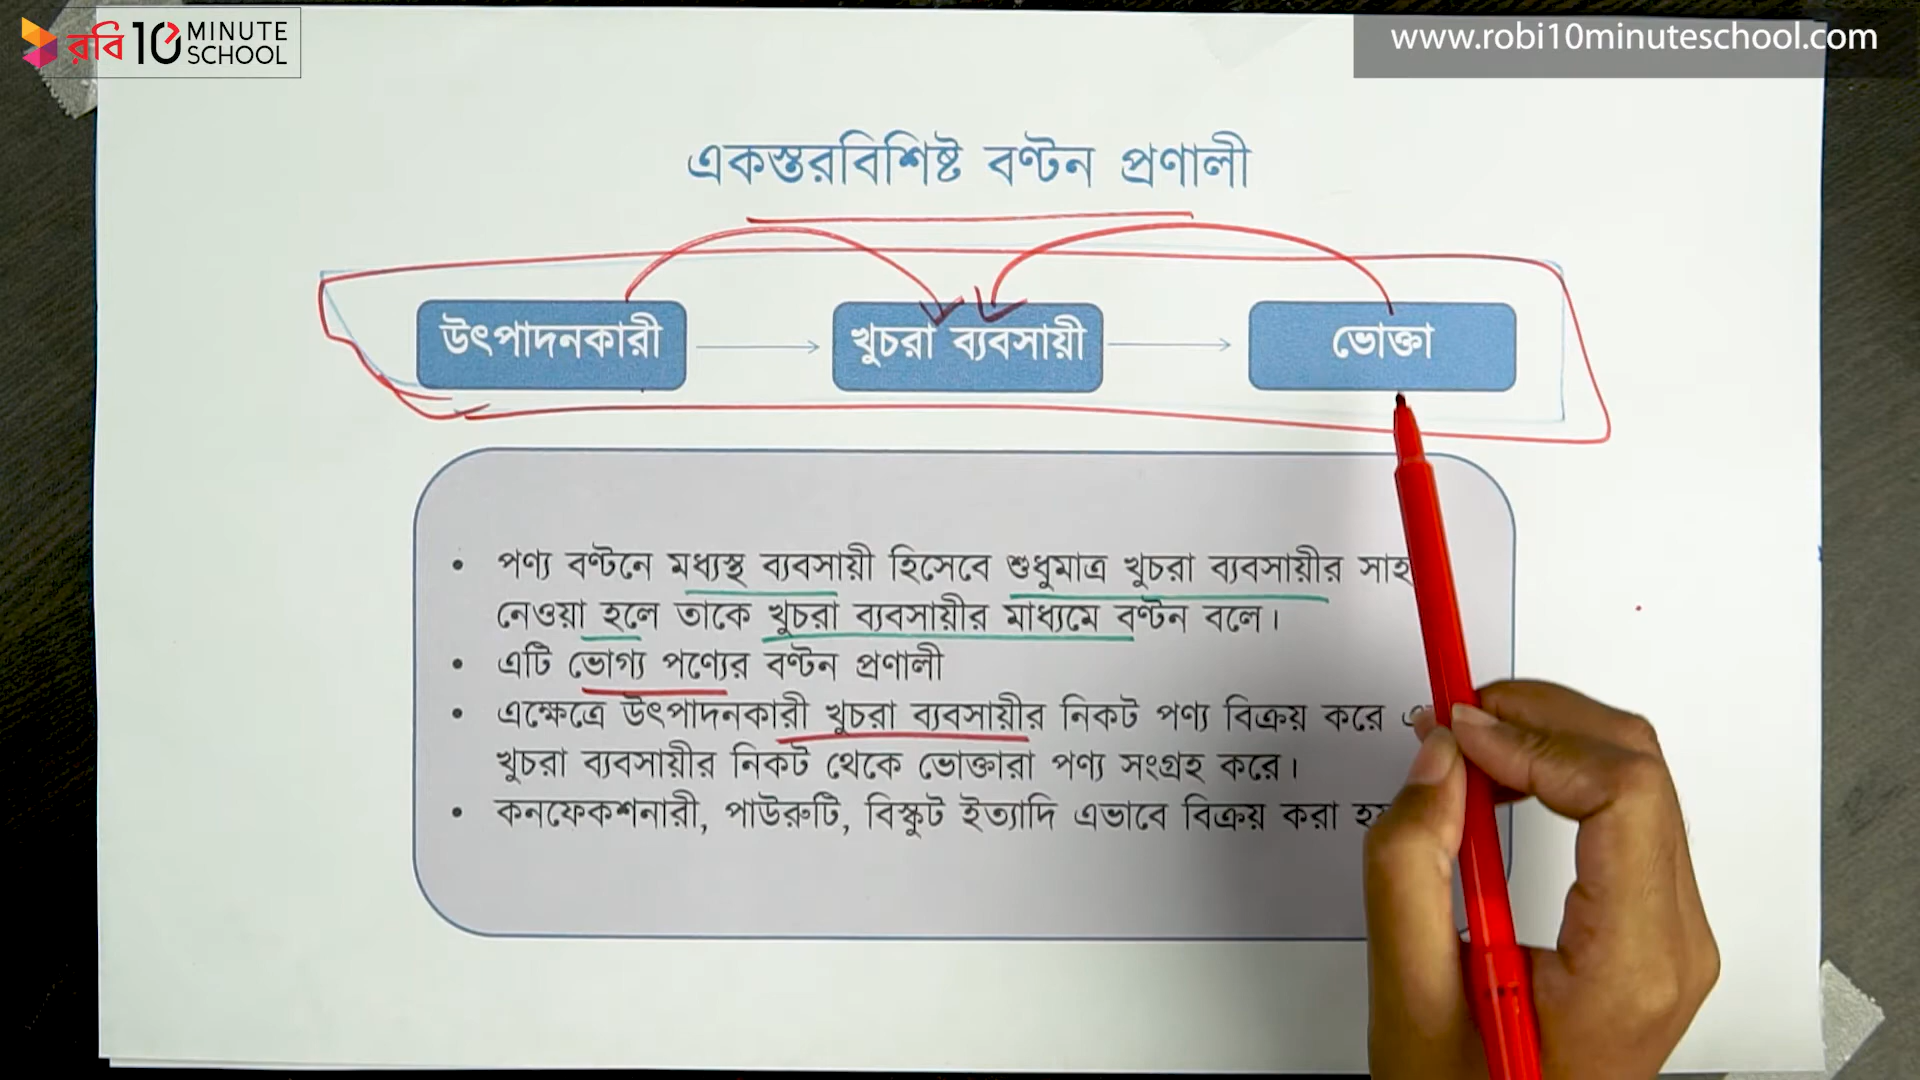 রবি 10 MINUTE SCHOOL
www.robi10minuteschool.com
একস্তরবিশিষ্ট বণ্টন প্রণালী
উৎপাদনকারী
খুচরা ব্যবসায়ী
ভোক্তা
• পণ্য বণ্টনে মধ্যস্থ ব্যবসায়ী হিসেবে শুধুমাত্র খুচরা ব্যবসায়ীর
নেওয়া হলে তাকে খুচরা ব্যবসায়ীর মাধ্যমে বণ্টন বলে।
• এটি ভোগ্য পণ্যের বণ্টন প্রণালী
• এক্ষেত্রে উৎপাদনকারী খুচরা ব্যবসায়ীর নিকট পণ্য বিক্রয় করে
খুচরা ব্যবসায়ীর নিকট থেকে ভোক্তারা পণ্য সংগ্রহ করে।
• কনফেকশনারী, পাউরুটি, বিস্কুট ইত্যাদি এভাবে বিক্রয় করা